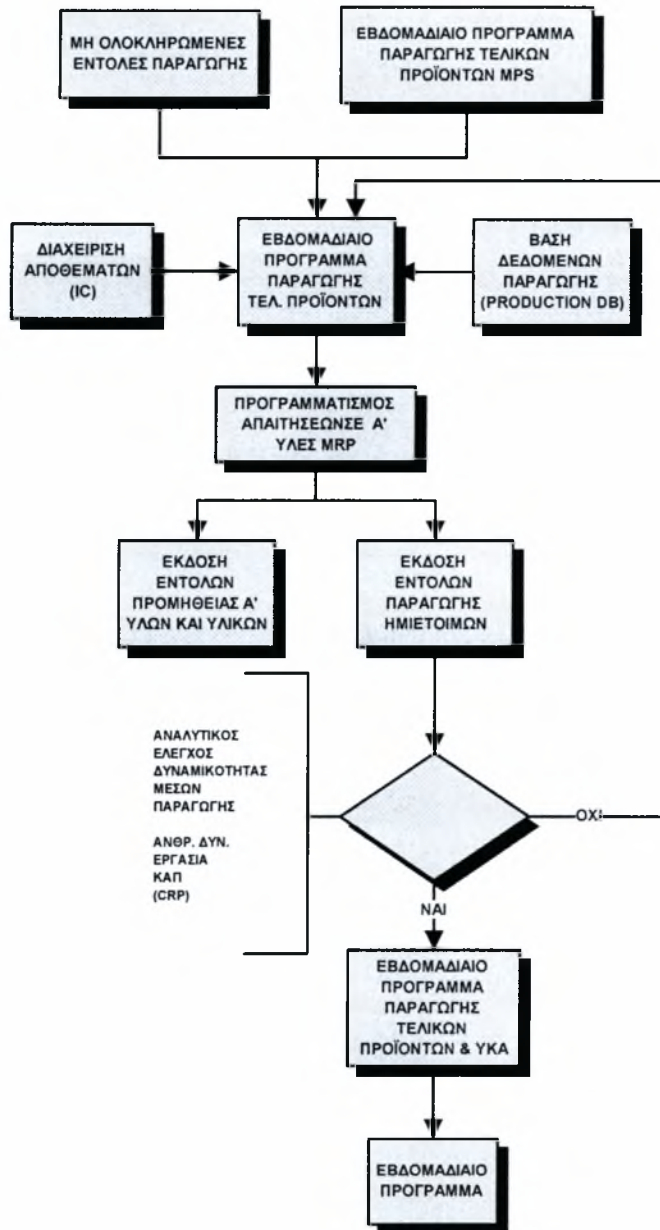 ΜΗ ΟΛΟΚΛΗΡΩΜΕΝΕΣ
ΕΝΤΟΛΕΣ ΠΑΡΑΓΩΓΗΣ
ΕΒΔΟΜΑΔΙΑΙΟ ΠΡΟΓΡΑΜΜΑ
ΠΑΡΑΓΩΓΗΣ ΤΕΛΙΚΩΝ
ΠΡΟΪΟΝΤΩΝ MPS
ΔΙΑΧΕΙΡΙΣΗ
ΑΠΟΘΕΜΑΤΩΝ
(IC)
ΕΒΔΟΜΑΔΙΑΙΟ
ΠΡΟΓΡΑΜΜΑ
ΠΑΡΑΓΩΓΗΣ
ΤΕΛ. ΠΡΟΪΟΝΤΩΝ
ΒΑΣΗ
ΔΕΔΟΜΕΝΩΝ
ΠΑΡΑΓΩΓΗΣ
(PRODUCTION DB)
ΠΡΟΓΡΑΜΜΑΤΙΣΜΟΣ
ΑΠΑΙΤΗΣΕΩΝΣΕ Α'
ΥΛΕΣ MRP
ΕΚΔΟΣΗ
ΕΝΤΟΛΩΝ
ΠΡΟΜΗΘΕΙΑΣ Α'
ΥΛΩΝ ΚΑΙ ΥΛΙΚΩΝ
ΕΚΔΟΣΗ
ΕΝΤΟΛΩΝ
ΠΑΡΑΓΩΓΗΣ
ΗΜΙΕΤΟΙΜΩΝ
ΑΝΑΛΥΤΙΚΟΣ
ΕΛΕΓΧΟΣ
ΔΥΝΑΜΙΚΟΤΗΤΑΣ
ΜΕΣΩΝ
ΠΑΡΑΓΩΓΗΣ
ΑΝΘΡ. ΔΥΝ.
ΕΡΓΑΣΙΑ
ΚΑΠ
(CRP)
ΟΧΙ
ΝΑΙ
ΕΒΔΟΜΑΔΙΑΙΟ
ΠΡΟΓΡΑΜΜΑ
ΠΑΡΑΓΩΓΗΣ
ΤΕΛΙΚΩΝ
ΠΡΟΪΟΝΤΩΝ & ΥΚΑ
ΕΒΔΟΜΑΔΙΑΙΟ
ΠΡΟΓΡΑΜΜΑ